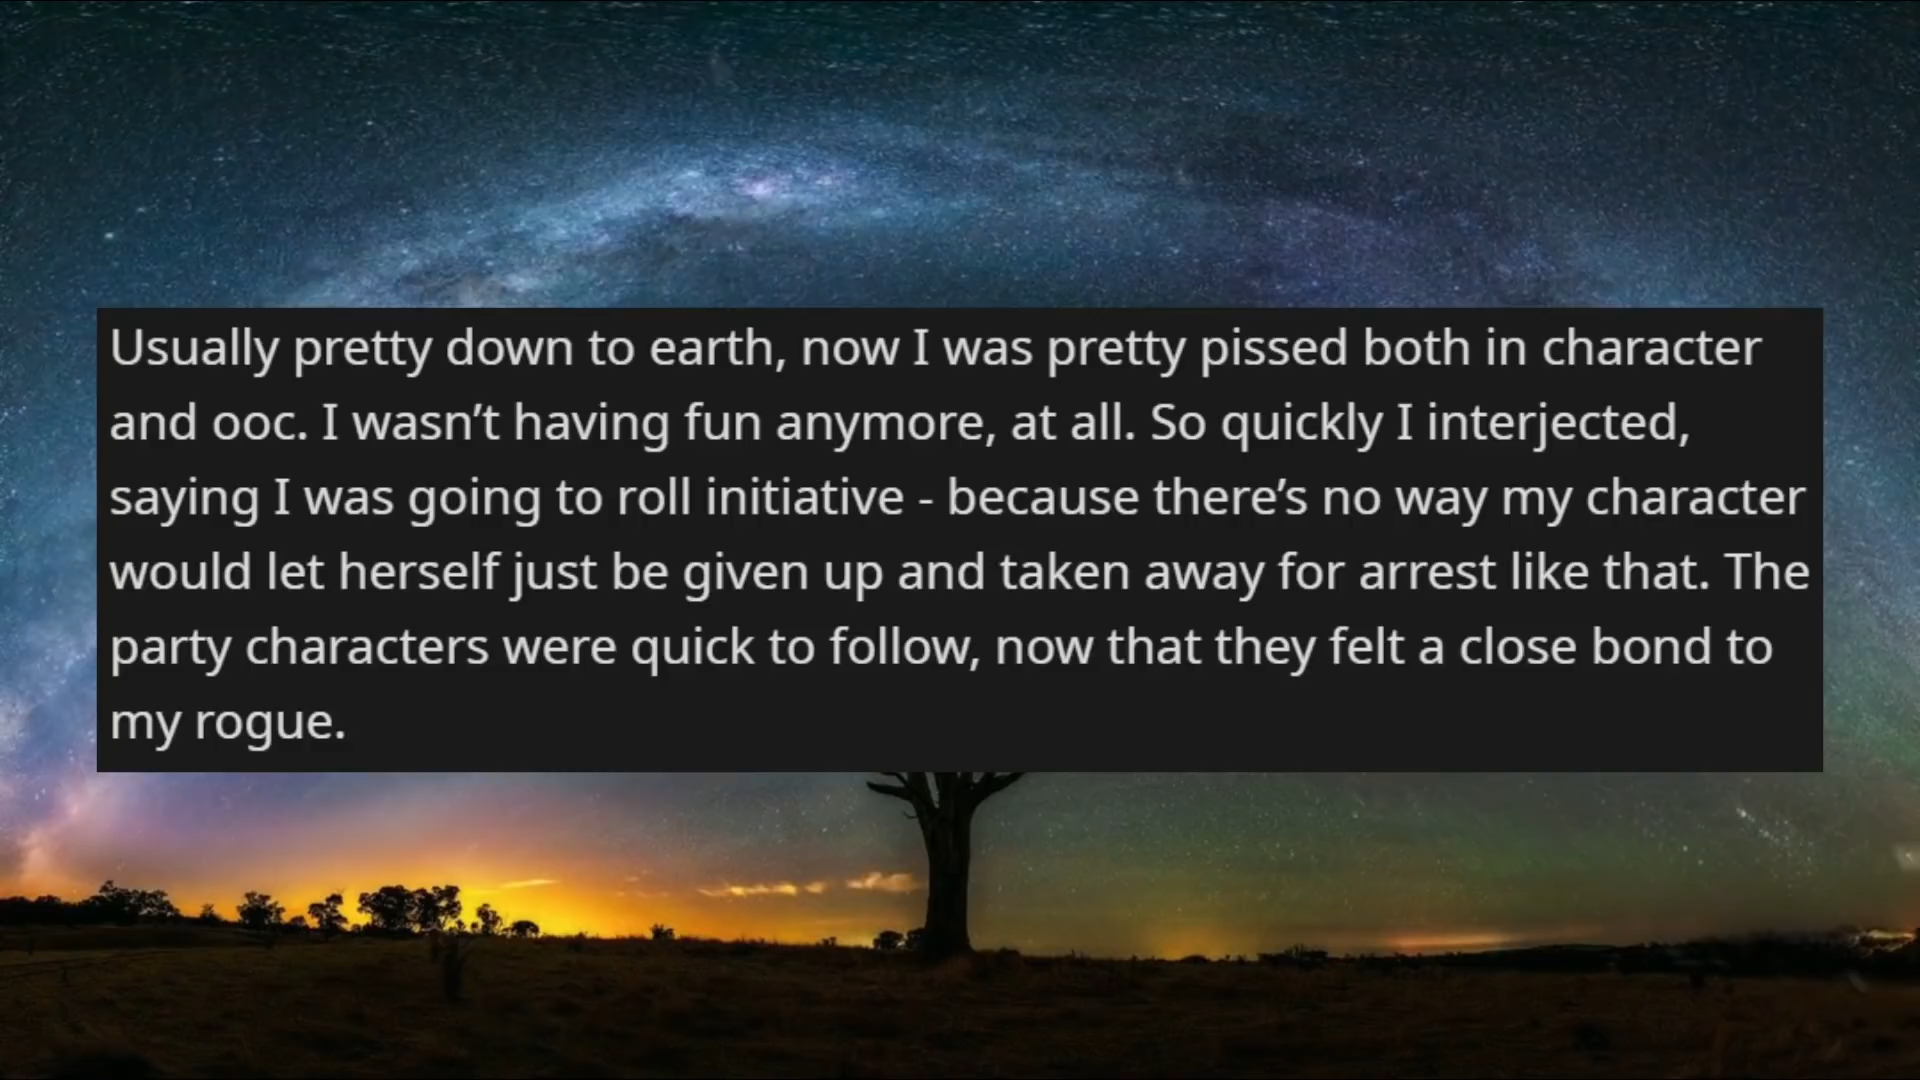 Usually pretty down to earth, now I was pretty pissed both in character
and ooc. I wasn’t having fun anymore, at all. So quickly I interjected,
saying I was going to roll initiative - because there’s no way my character
would let herself just be given up and taken away for arrest like that. The
party characters were quick to follow, now that they felt a close bond to
my rogue.